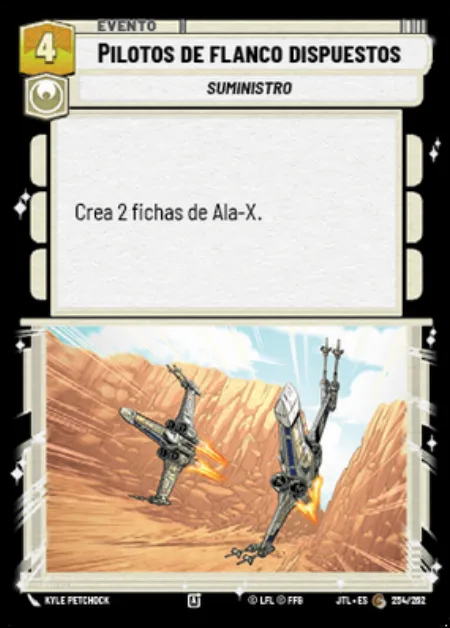 EVENTO
4
PILOTOS DE FLANCO DISPUESTOS
SUMINISTRO
Crea 2 fichas de Ala-X.
KYLE PETCHOCK
© LFL © FFG
JTL • ES
254/262